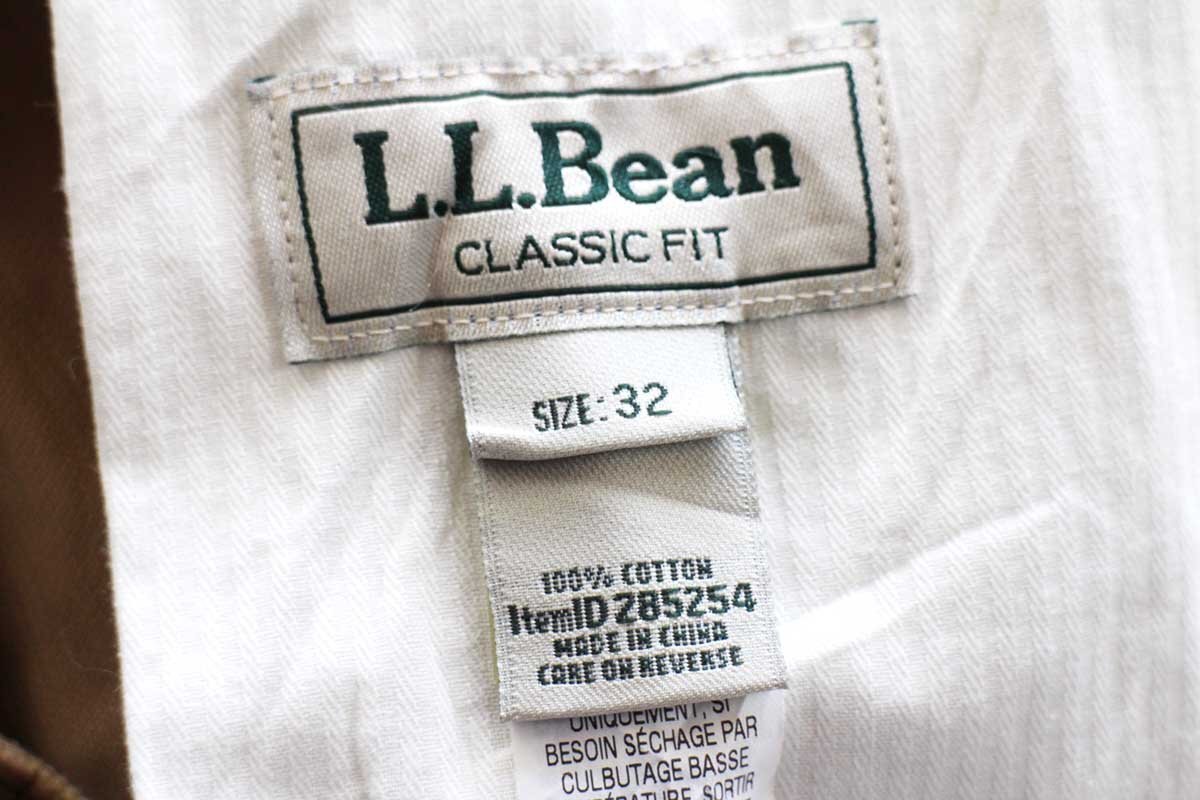 L.L.Bean
CLASSIC FIT
SIZE: 32
100% COTTON
ItemID 285254
MADE IN CHINA
CARE ON REVERSE
UNIQUEMENT, SI
BESOIN SÉCHAGE PAR
CULBUTAGE BASSE
SORTIR